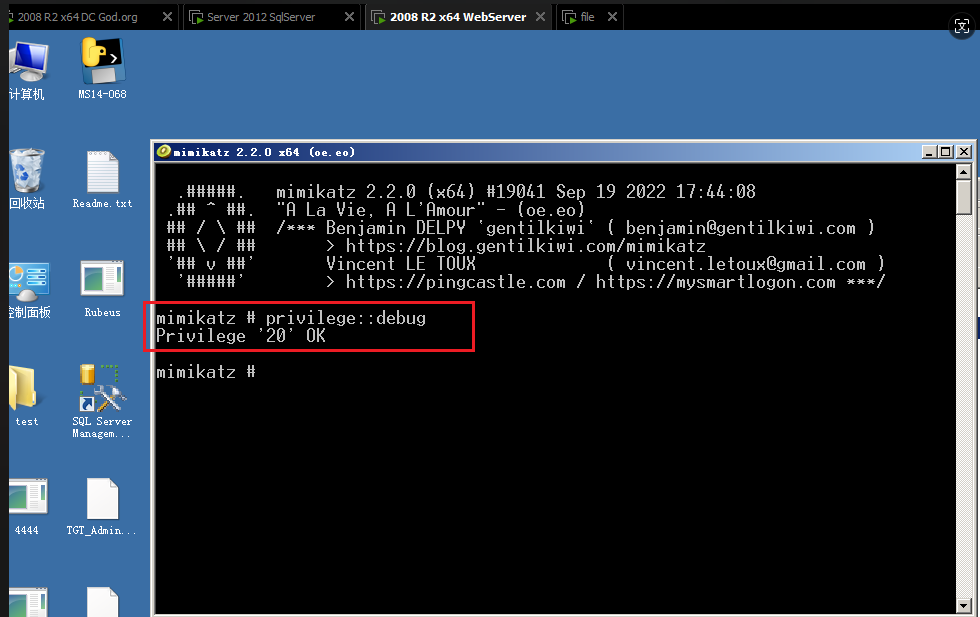 2008 R2 x64 DC God.org
Server 2012 SqlServer
2008 R2 x64 WebServer
file
计算机
MS14-068
回收站
Readme.txt
控制面板
Rubeus
test
SQL Server
Managem...
4444
TGT_Admin...
mimikatz 2.2.0 x64 (oe.eo)
.#####. mimikatz 2.2.0 (x64) #19041 Sep 19 2022 17:44:08
.## ^ ##. "A La Vie, A L'Amour" - (oe.eo)
## / \ ## /*** Benjamin DELPY `gentilkiwi` ( benjamin@gentilkiwi.com )
## \ / ## > https://blog.gentilkiwi.com/mimikatz
'## v ##' Vincent LE TOUX ( vincent.letoux@gmail.com )
'#####' > https://pingcastle.com / https://mysmartlogon.com ***/
mimikatz # privilege::debug
Privilege '20' OK
mimikatz #